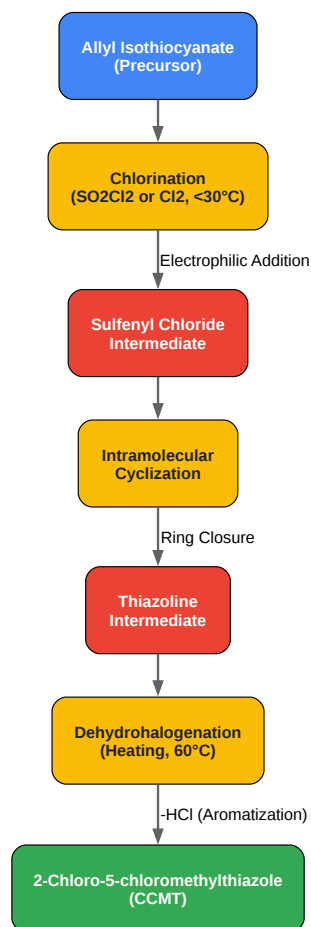 Allyl Isothiocyanate
(Precursor)
Chlorination
(SO2Cl2 or Cl2, <30°C)
Electrophilic Addition
Sulfenyl Chloride
Intermediate
Intramolecular
Cyclization
Ring Closure
Thiazoline
Intermediate
Dehydrohalogenation
(Heating, 60°C)
-HCl (Aromatization)
2-Chloro-5-chloromethylthiazole
(CCMT)